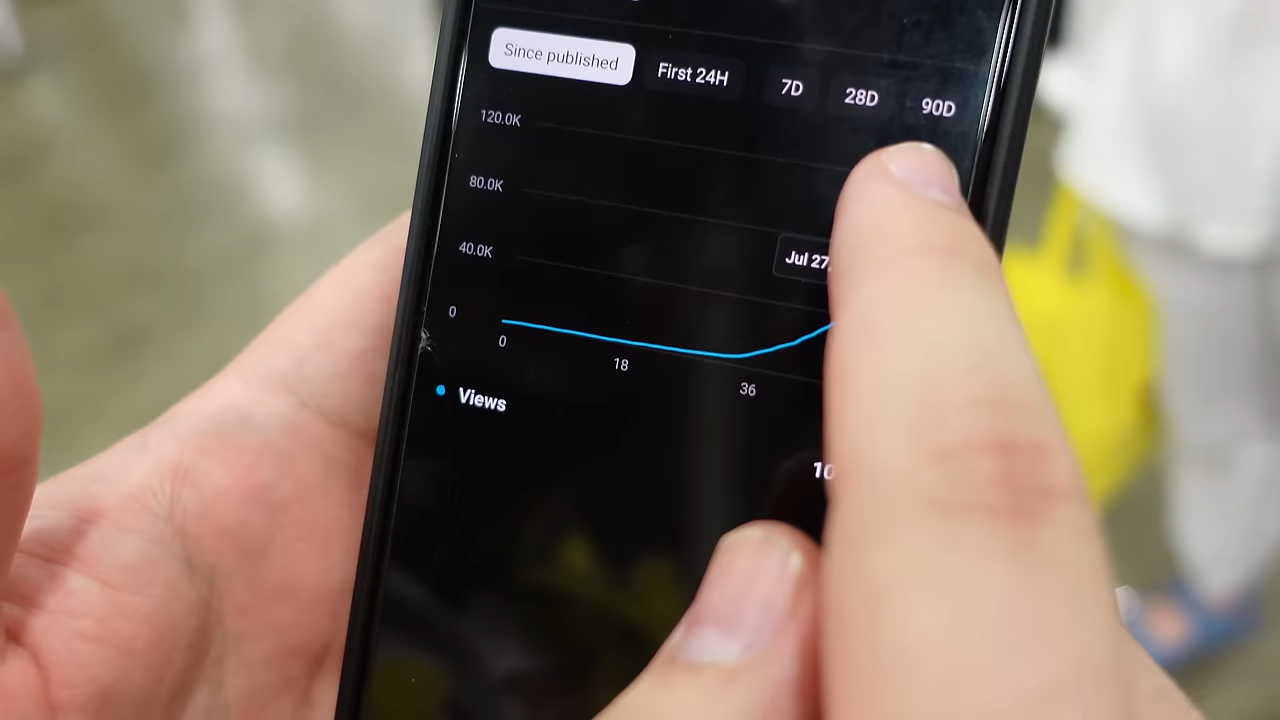 Since published First 24H 7D 28D 90D
120.0K
80.0K
40.0K
Jul 27,
0
0 18 36
Views
10